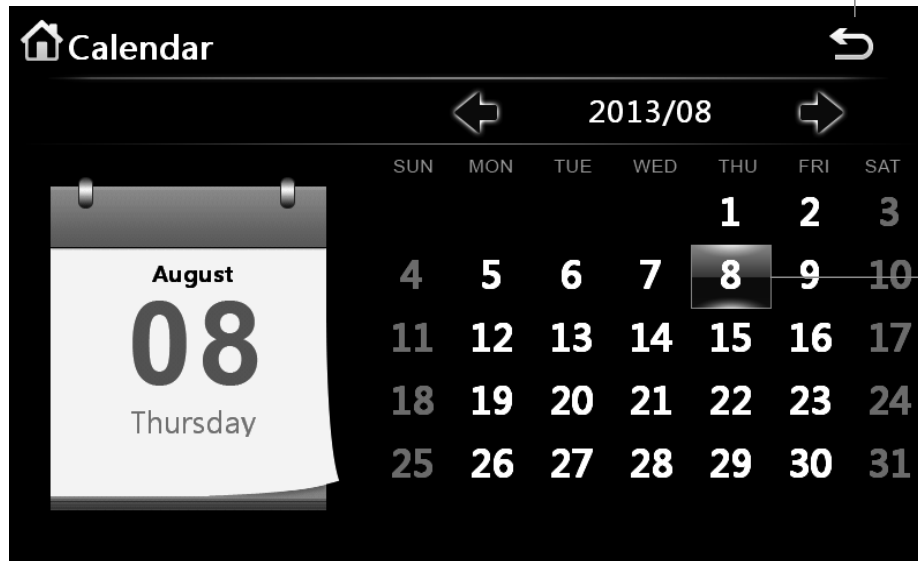 Calendar
2013/08
SUN MON TUE WED THU FRI SAT
1 2 3
4 5 6 7 8 9 10
11 12 13 14 15 16 17
18 19 20 21 22 23 24
25 26 27 28 29 30 31
August
08
Thursday